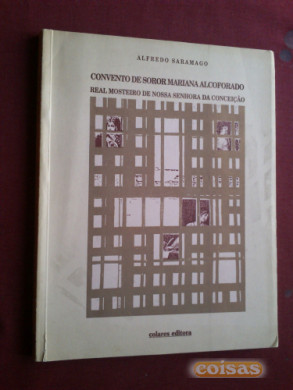 ALFREDO SARAMAGO
CONVENTO DE SOROR MARIANA ALCOFORADO
REAL MOSTEIRO DE NOSSA SENHORA DA CONCEIÇÃO
colares editora
coisas